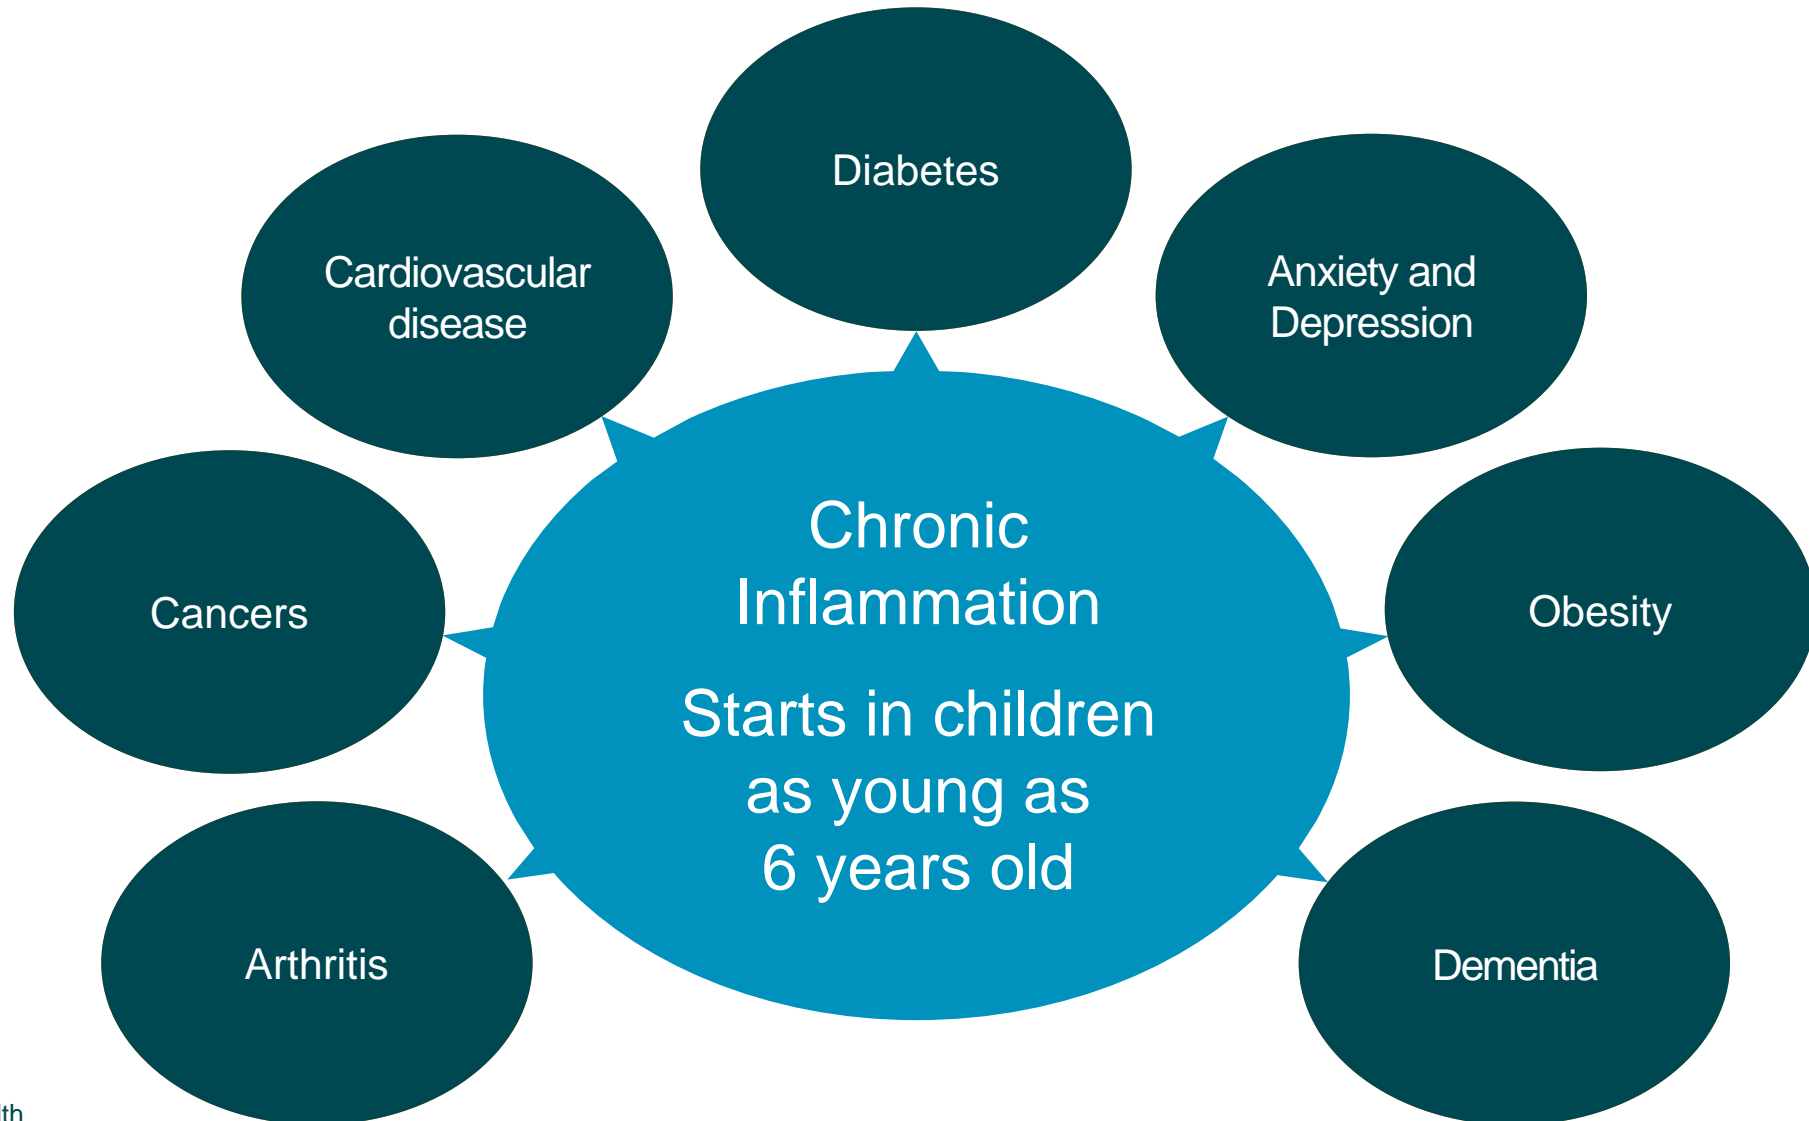 Diabetes
Cardiovascular
disease
Anxiety and
Depression
Chronic
Inflammation
Cancers
Obesity
Starts in children
as young as
6 years old
Arthritis
Dementia